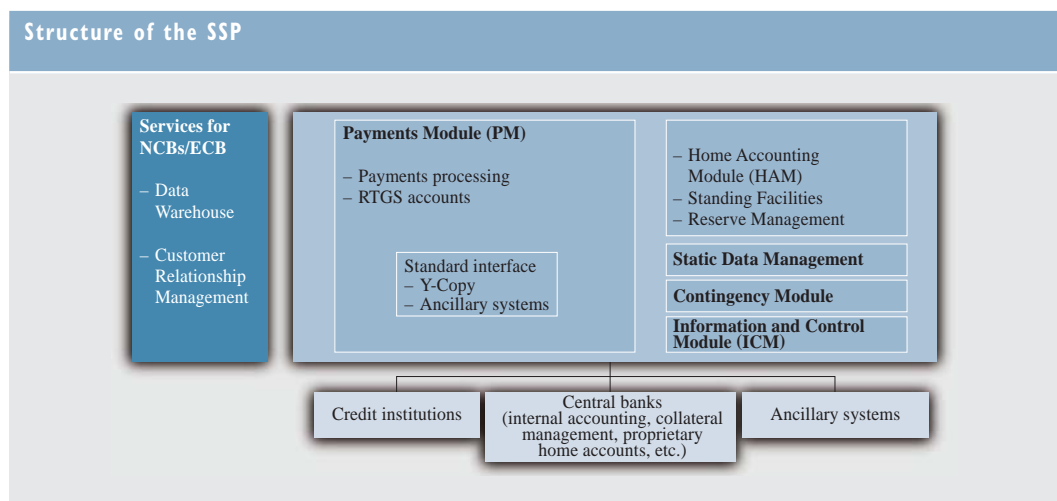 Structure of the SSP
Services for
NCBs/ECB
– Data
Warehouse
– Customer
Relationship
Management
Payments Module (PM)
– Payments processing
– RTGS accounts
Standard interface
– Y-Copy
– Ancillary systems
– Home Accounting
Module (HAM)
– Standing Facilities
– Reserve Management
Static Data Management
Contingency Module
Information and Control
Module (ICM)
Credit institutions
Central banks
(internal accounting, collateral
management, proprietary
home accounts, etc.)
Ancillary systems